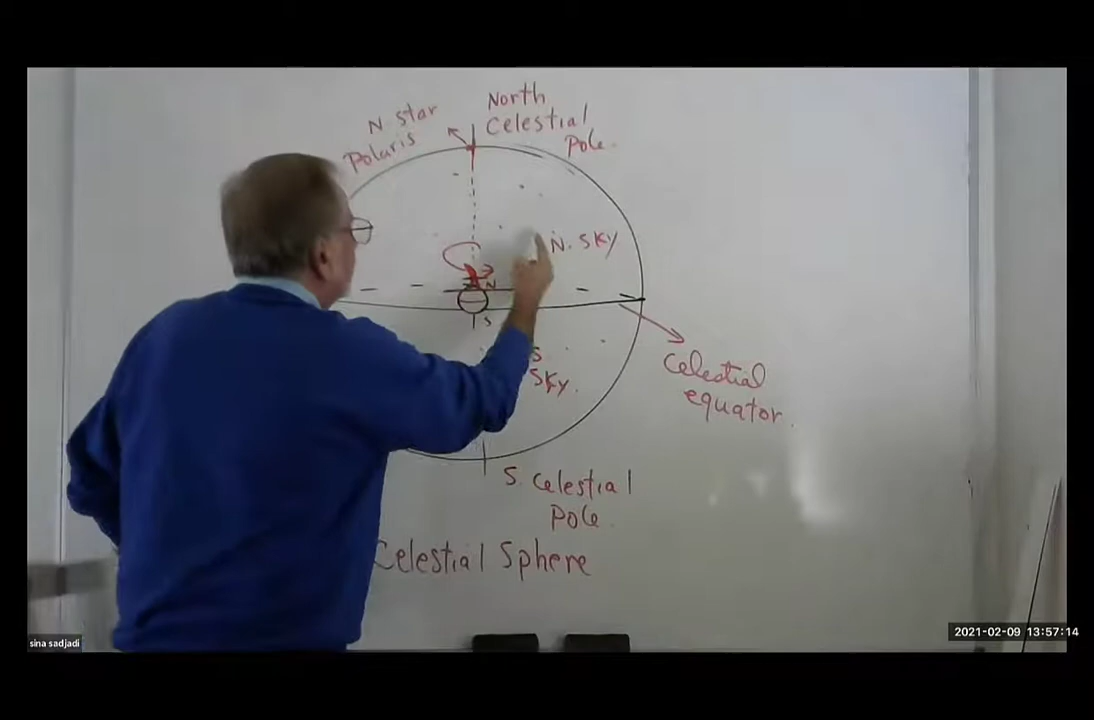 N star
Polaris
North
Celestial
Pole.
N. SKY
N
S
S
SKY.
Celestial
equator.
S. Celestial
Pole.
Celestial Sphere
sina sadjadi
2021-02-09 13:57:14